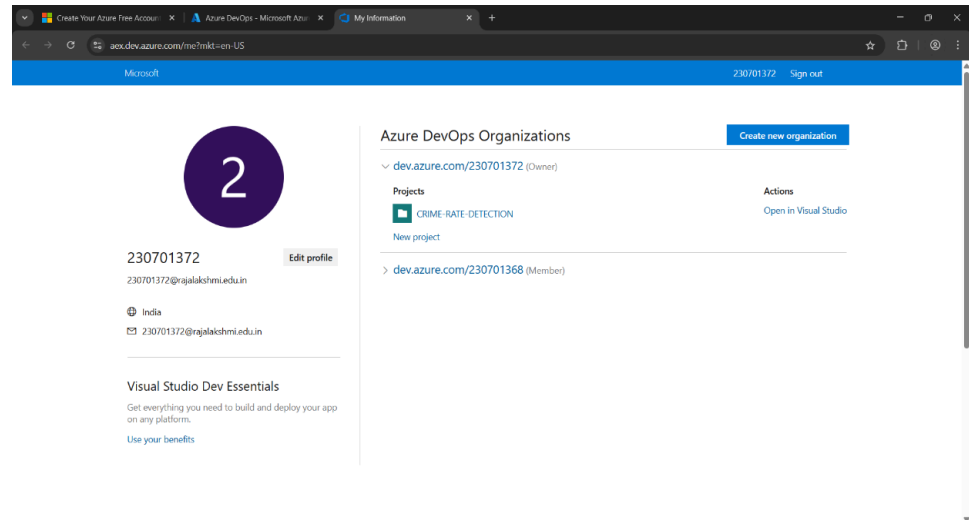 Create Your Azure Free Accoun
Azure DevOps - Microsoft Azur
My Information
aex.dev.azure.com/me?mkt=en-US
Microsoft
230701372
Sign out
2
230701372
Edit profile
230701372@rajalakshmi.edu.in
India
230701372@rajalakshmi.edu.in
Visual Studio Dev Essentials
Get everything you need to build and deploy your app
on any platform.
Use your benefits
Azure DevOps Organizations
Create new organization
dev.azure.com/230701372 (Owner)
Projects
Actions
CRIME-RATE-DETECTION
Open in Visual Studio
New project
dev.azure.com/230701368 (Member)